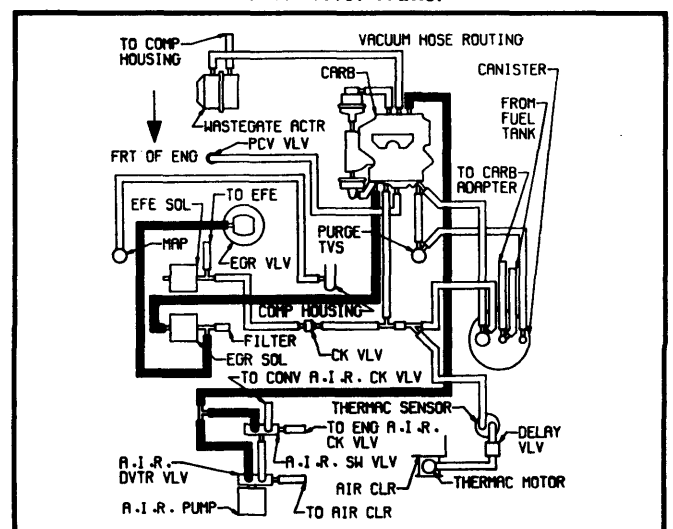 VACUUM HOSE ROUTING
TO COMP
HOUSING
CARB
CANISTER
FROM
FUEL
TANK
WASTEGATE ACTR
PCV VLV
FRT OF ENG
TO CARB
ADAPTER
TO EFE
EFE SOL
MAP
EGR VLV
PURGE
TVS
COMP HOUSING
FILTER
CK VLV
EGR SOL
TO CONV A.I.R. CK VLV
THERMAC SENSOR
TO ENG A.I.R.
CK VLV
DELAY
VLV
A.I.R.
DVTR VLV
A.I.R. SW VLV
AIR CLR
THERMAC MOTOR
A.I.R. PUMP
TO AIR CLR